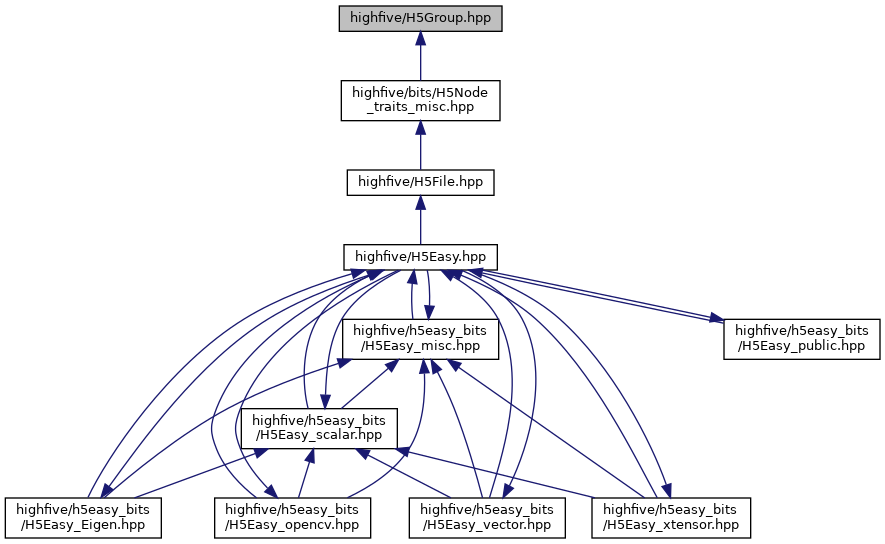 highfive/H5Group.hpp
highfive/bits/H5Node
_traits_misc.hpp
highfive/H5File.hpp
highfive/H5Easy.hpp
highfive/h5easy_bits
/H5Easy_misc.hpp
highfive/h5easy_bits
/H5Easy_public.hpp
highfive/h5easy_bits
/H5Easy_scalar.hpp
highfive/h5easy_bits
/H5Easy_Eigen.hpp
highfive/h5easy_bits
/H5Easy_opencv.hpp
highfive/h5easy_bits
/H5Easy_vector.hpp
highfive/h5easy_bits
/H5Easy_xtensor.hpp